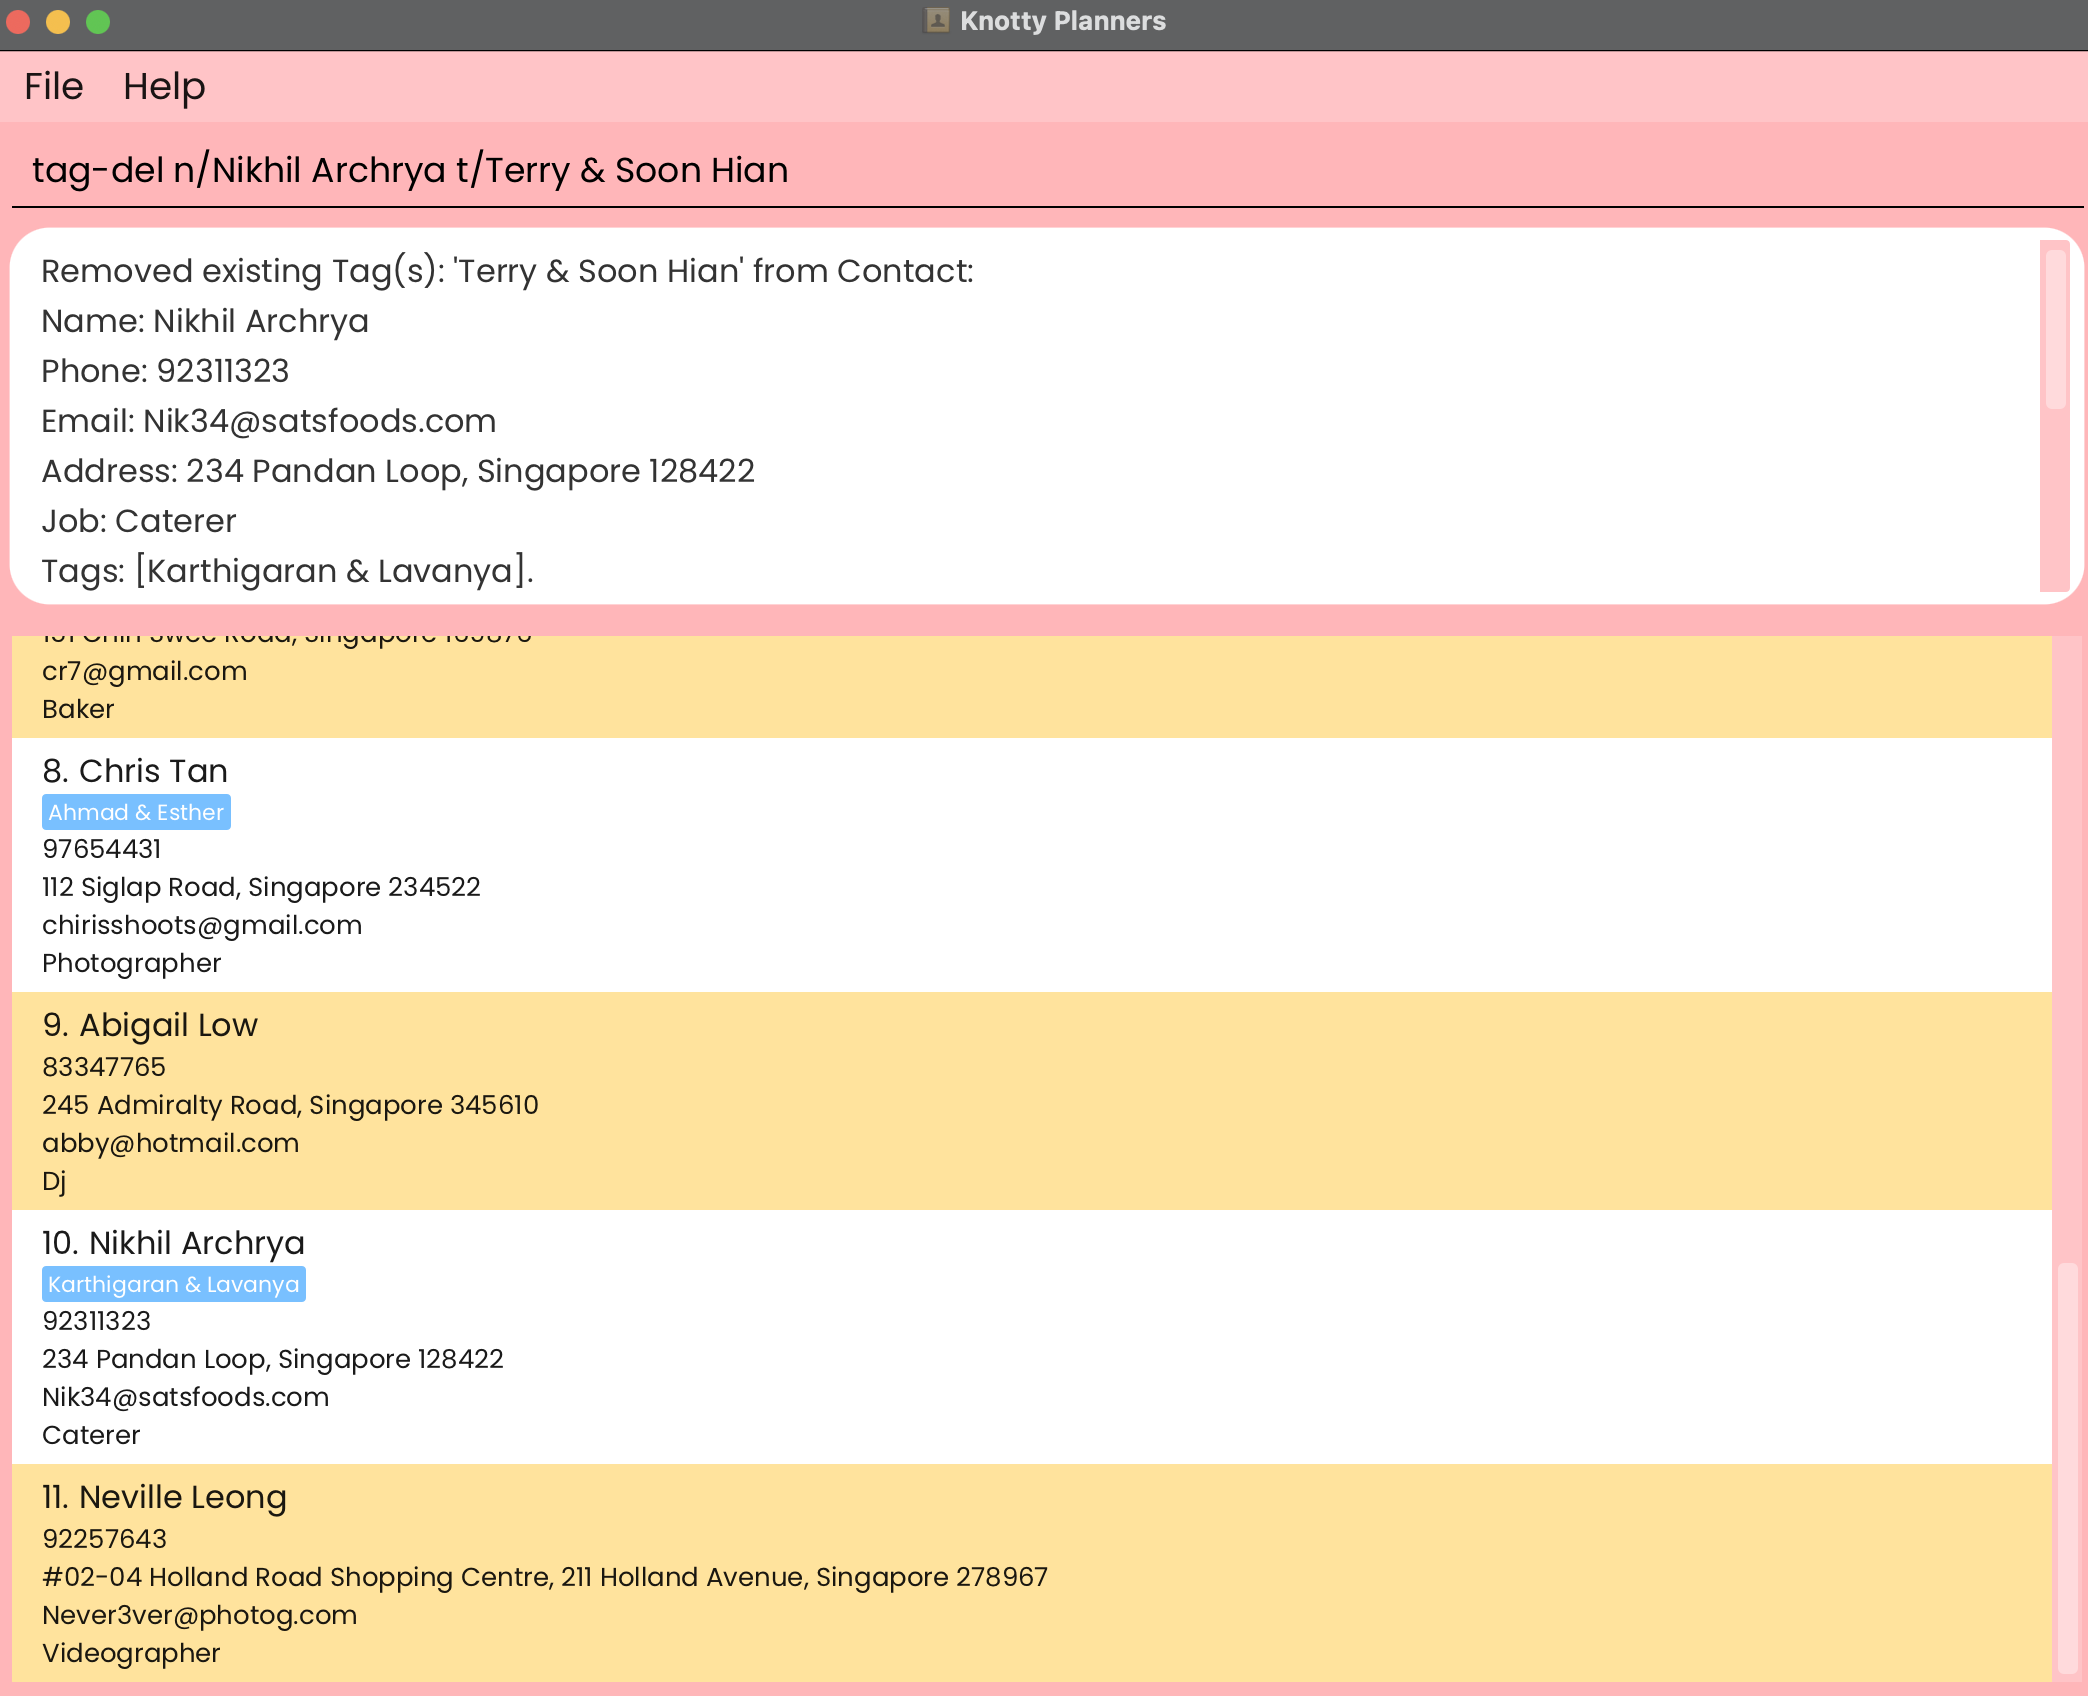 Knotty Planners
File Help
tag-del n/Nikhil Archrya t/Terry & Soon Hian
Removed existing Tag(s): 'Terry & Soon Hian' from Contact:
Name: Nikhil Archrya
Phone: 92311323
Email: Nik34@satsfoods.com
Address: 234 Pandan Loop, Singapore 128422
Job: Caterer
Tags: [Karthigaran & Lavanya].
Road, Singapore
cr7@gmail.com
Baker
8. Chris Tan
Ahmad & Esther
97654431
112 Siglap Road, Singapore 234522
chirisshoots@gmail.com
Photographer
9. Abigail Low
83347765
245 Admiralty Road, Singapore 345610
abby@hotmail.com
Dj
10. Nikhil Archrya
Karthigaran & Lavanya
92311323
234 Pandan Loop, Singapore 128422
Nik34@satsfoods.com
Caterer
11. Neville Leong
92257643
#02-04 Holland Road Shopping Centre, 211 Holland Avenue, Singapore 278967
Never3ver@photog.com
Videographer